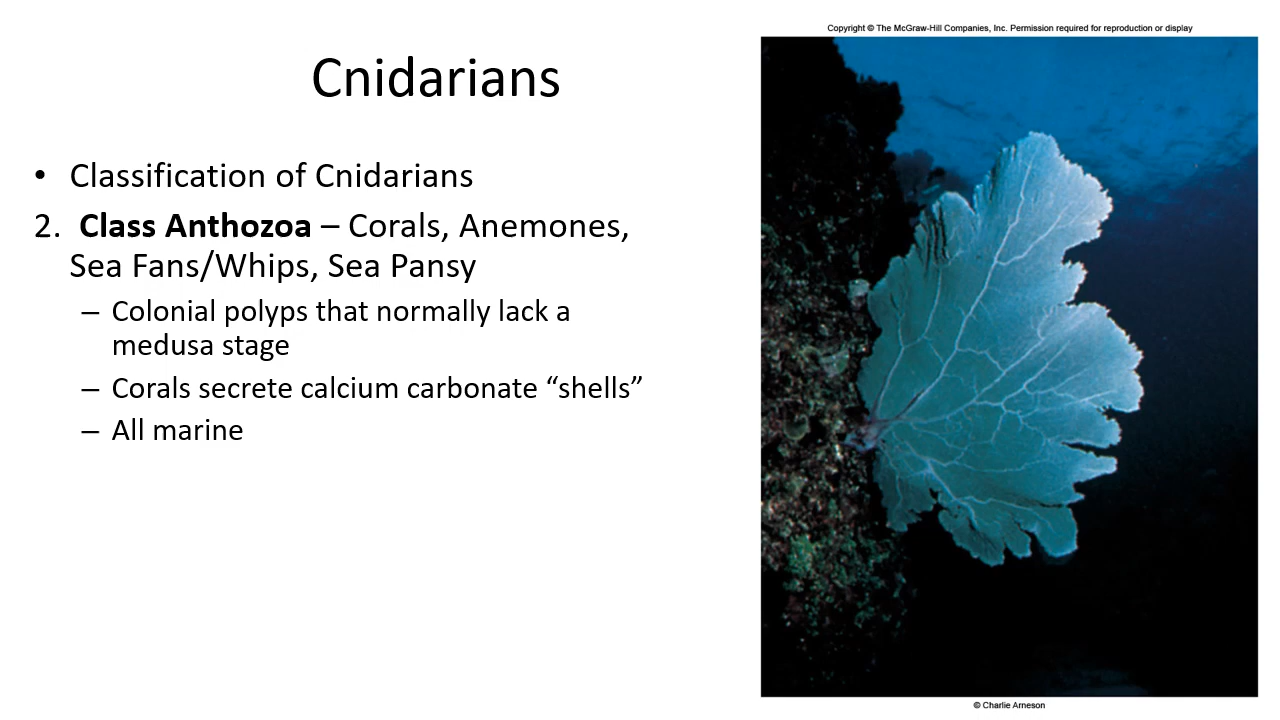 Copyright © The McGraw-Hill Companies, Inc. Permission required for reproduction or display
Cnidarians
• Classification of Cnidarians
2. Class Anthozoa – Corals, Anemones,
Sea Fans/Whips, Sea Pansy
– Colonial polyps that normally lack a
medusa stage
– Corals secrete calcium carbonate “shells”
– All marine
© Charlie Arneson